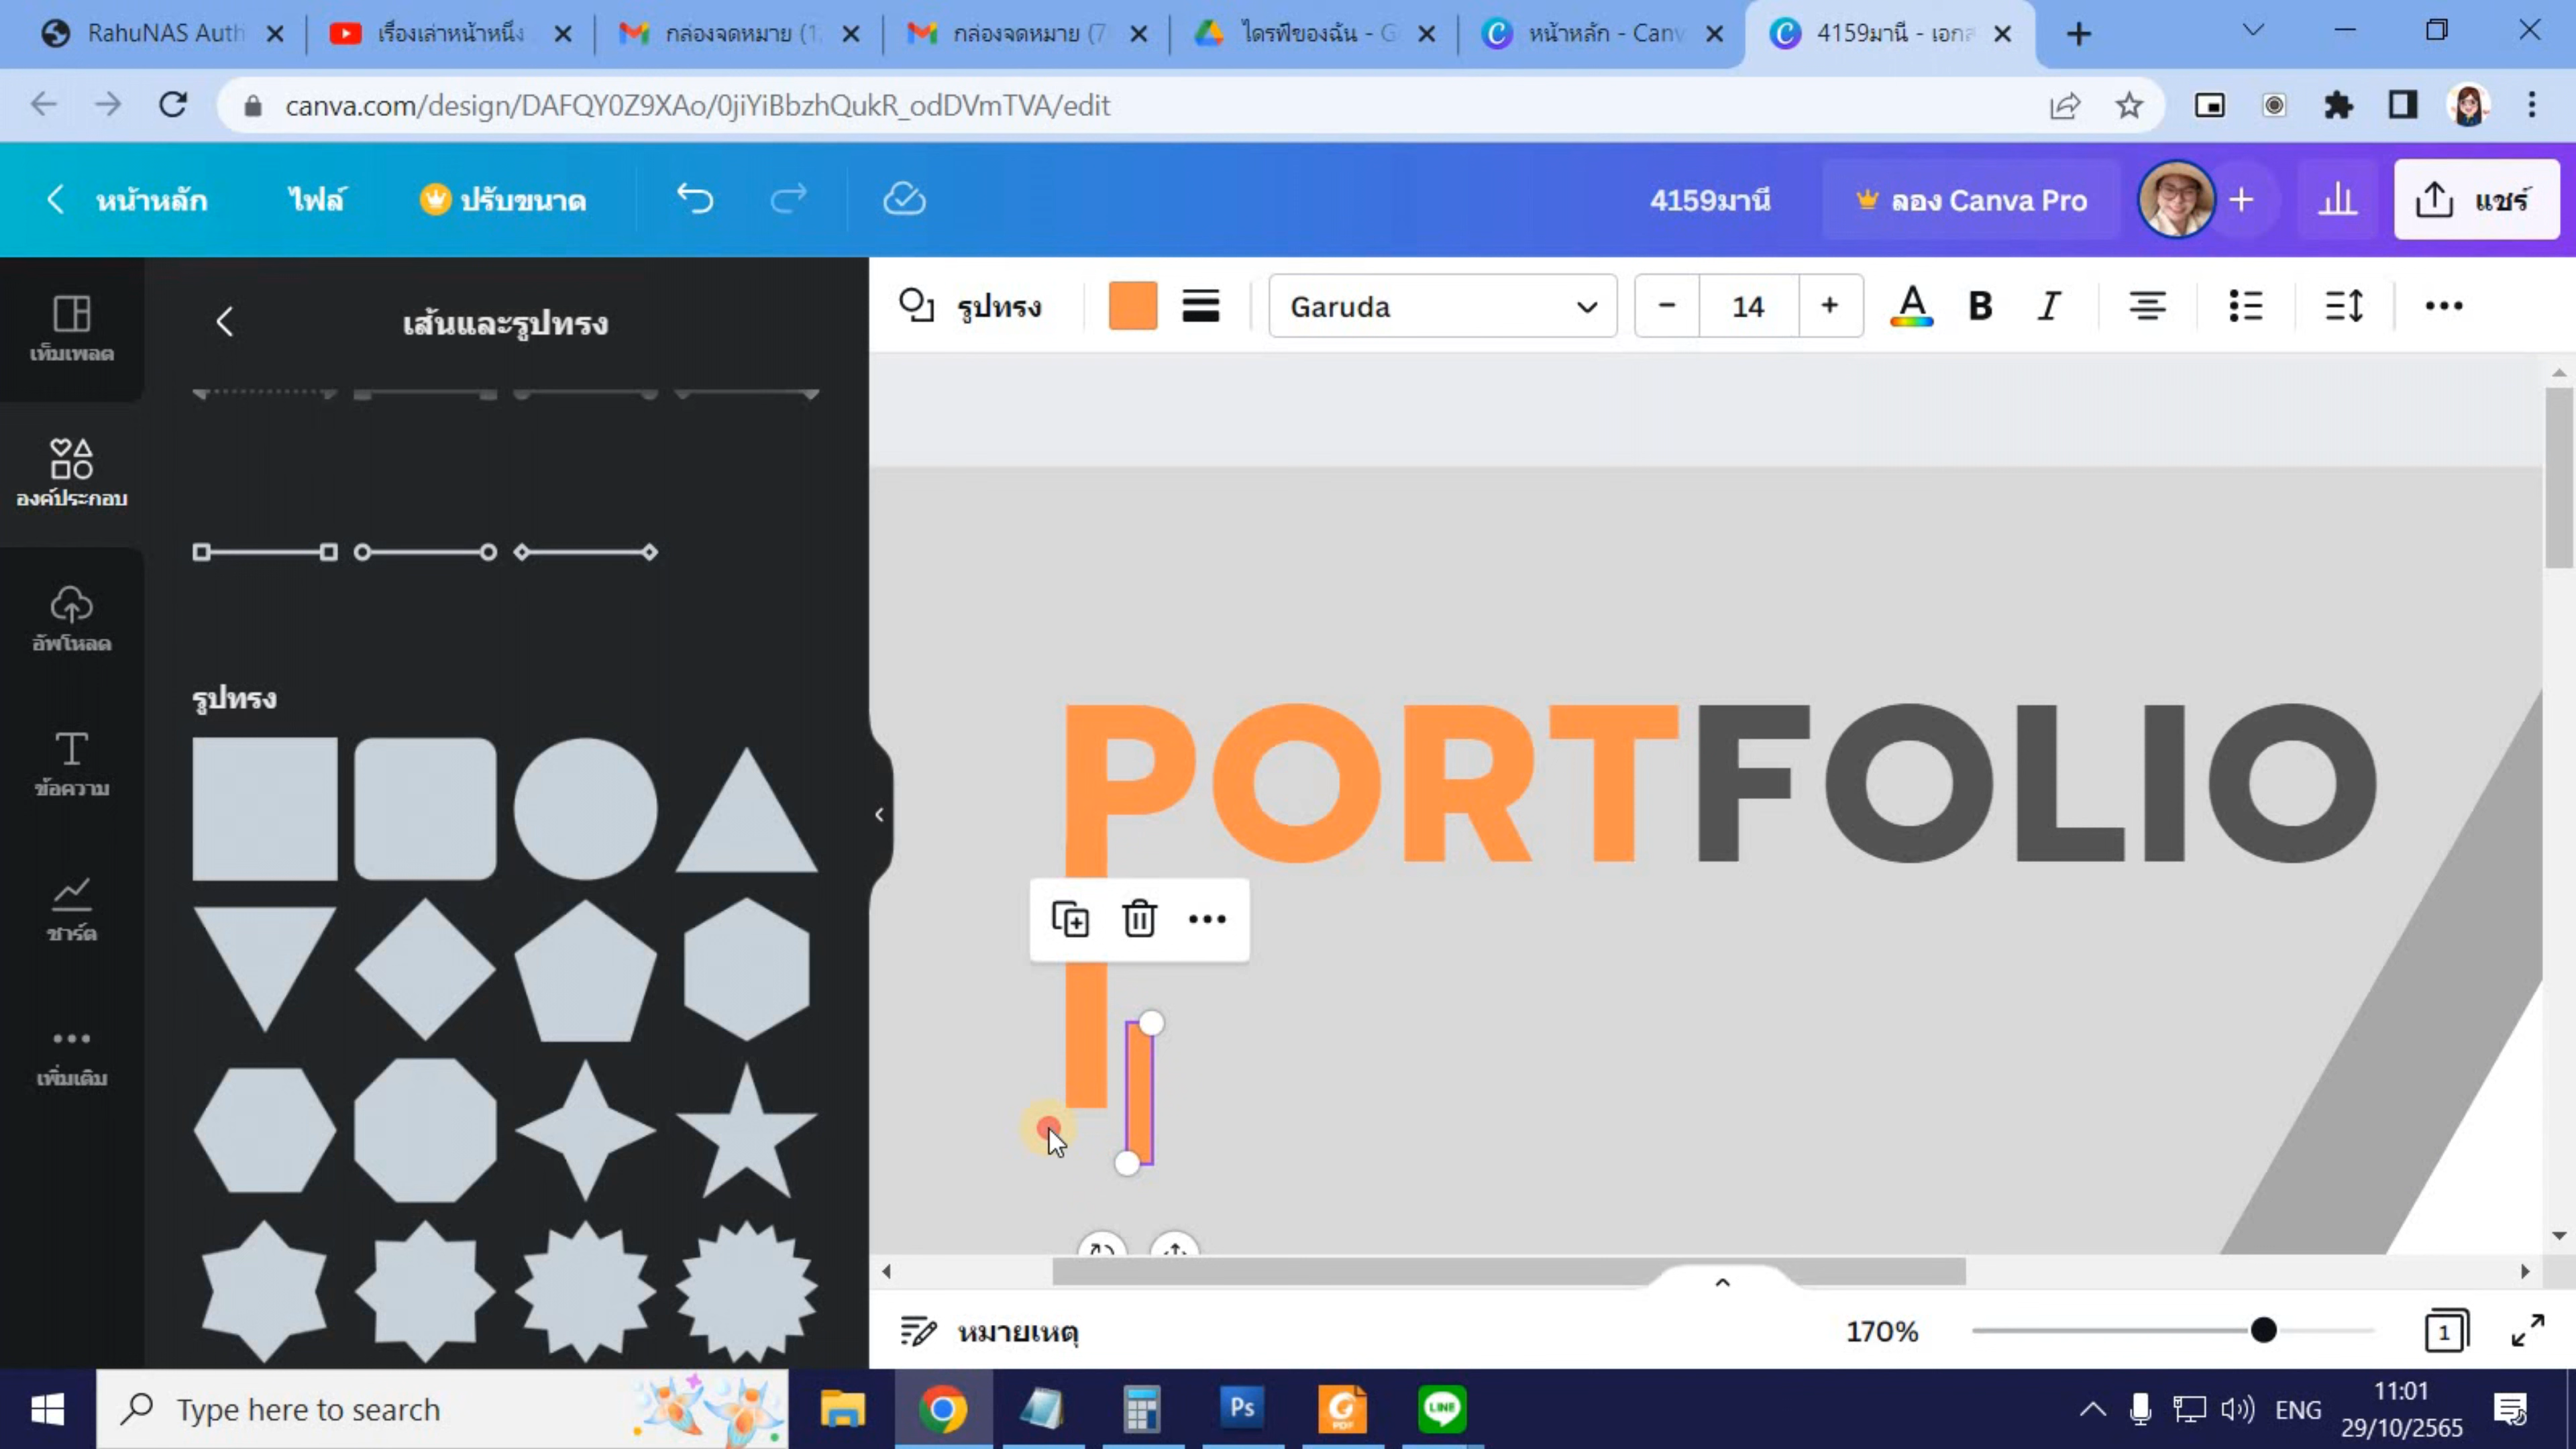 RahuNAS Auth
เรื่องเล่าหน้าหนึ่ง
กล่องจดหมาย (1
กล่องจดหมาย (7
ไดรฟ์ของฉัน - G
หน้าหลัก - Canv
4159มานี - เอก
canva.com/design/DAFQY0Z9XAo/0jiYiBbzhQukR_odDVmTVA/edit
หน้าหลัก
ไฟล์
ปรับขนาด
4159มานี
ลอง Canva Pro
แชร์
เท็มเพลต
องค์ประกอบ
อัพโหลด
ข้อความ
ชาร์ต
เพิ่มเติม
เส้นและรูปทรง
รูปทรง
รูปทรง
Garuda
14
PORTFOLIO
หมายเหตุ
170%
1
Type here to search
Ps
PDF
LINE
ENG
11:01
29/10/2565